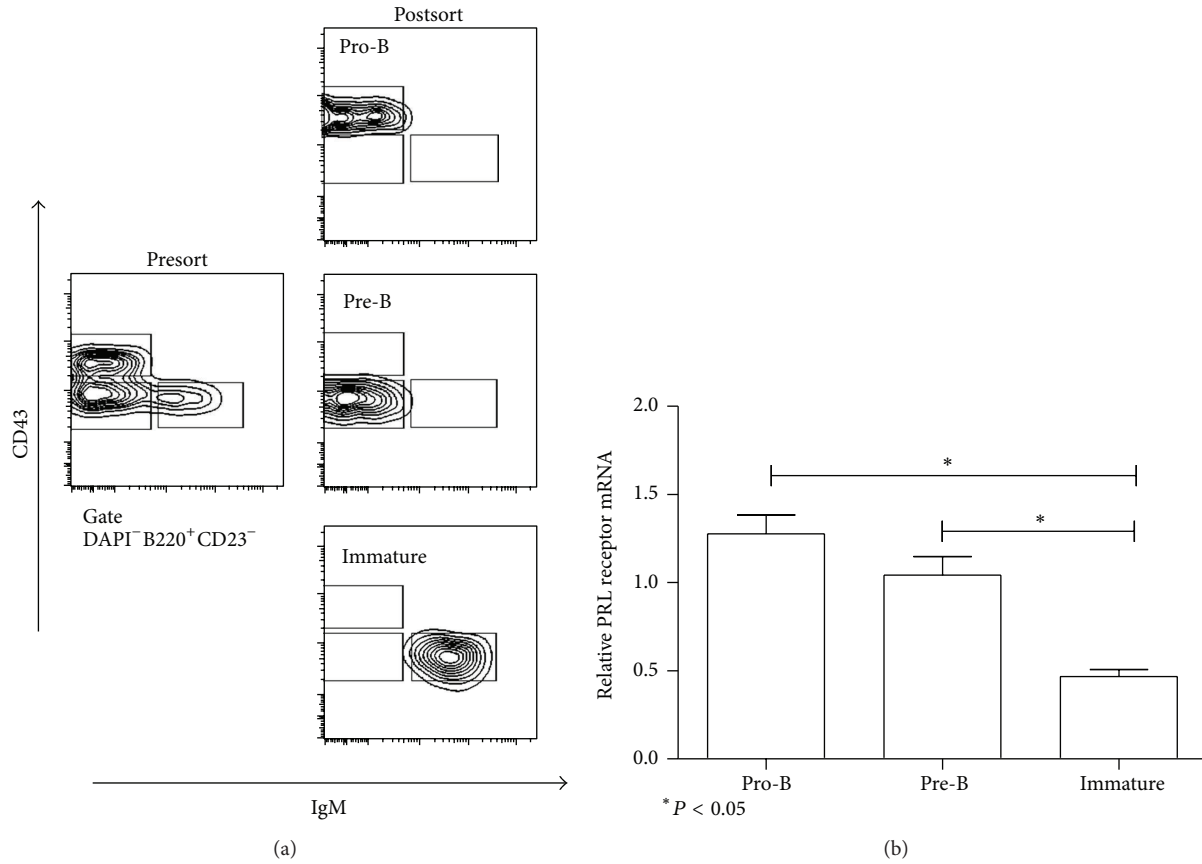 Postsort
Pro-B
Presort
Pre-B
CD43
Gate
DAPI⁻B220⁺CD23⁻
Immature
IgM
(a)
2.0
1.5
1.0
0.5
0.0
Relative PRL receptor mRNA
*
*
Pro-B Pre-B Immature
*P < 0.05
(b)